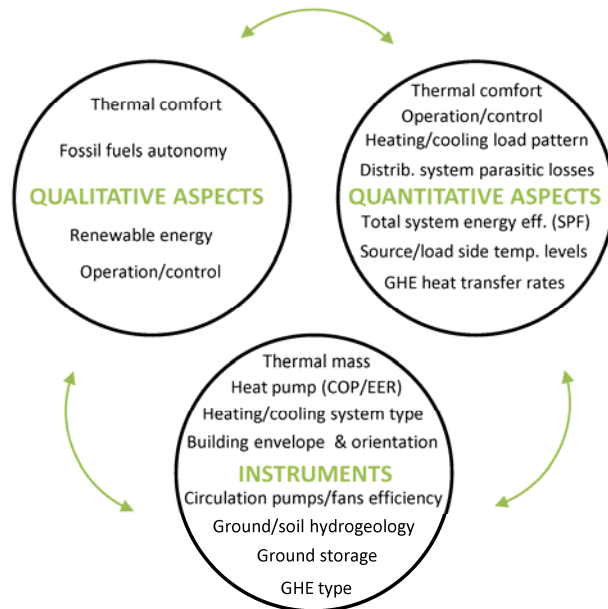 Thermal comfort
Fossil fuels autonomy
QUALITATIVE ASPECTS
Renewable energy
Operation/control
Thermal comfort
Operation/control
Heating/cooling load pattern
Distrib. system parasitic losses
QUANTITATIVE ASPECTS
Total system energy eff. (SPF)
Source/load side temp. levels
GHE heat transfer rates
Thermal mass
Heat pump (COP/EER)
Heating/cooling system type
Building envelope & orientation
INSTRUMENTS
Circulation pumps/fans efficiency
Ground/soil hydrogeology
Ground storage
GHE type